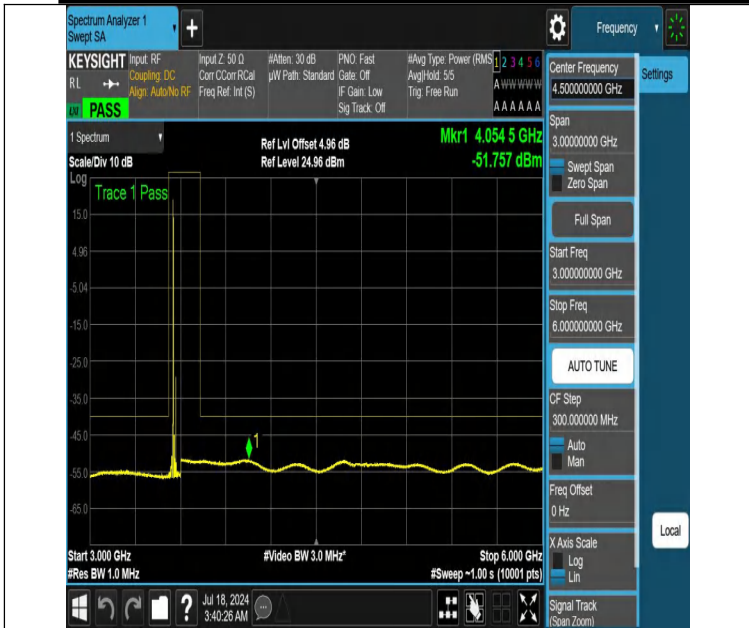 Spectrum Analyzer 1
Swept SA
+
Frequency
KEYSIGHT
RL
LXI
PASS
Input: RF
Coupling: DC
Align: Auto/No RF
Input Z: 50 Ω
Corr CCorr RCal
Freq Ref: Int (S)
#Atten: 30 dB
µW Path: Standard
PNO: Fast
Gate: Off
IF Gain: Low
Sig Track: Off
#Avg Type: Power (RMS
Avg|Hold: 5/5
Trig: Free Run
1 2 3 4 5 6
A W W W W W
A A A A A A
1 Spectrum
Scale/Div 10 dB
Ref Lvl Offset 4.96 dB
Ref Level 24.96 dBm
Mkr1 4.054 5 GHz
-51.757 dBm
Log
Trace 1 Pass
15.0
4.96
-5.04
-15.0
-25.0
-35.0
-45.0
-55.0
-65.0
1
Start 3.000 GHz
#Res BW 1.0 MHz
#Video BW 3.0 MHz*
Stop 6.000 GHz
#Sweep ~1.00 s (10001 pts)
Jul 18, 2024
3:40:26 AM
Center Frequency
4.500000000 GHz
Settings
Span
3.00000000 GHz
Swept Span
Zero Span
Full Span
Start Freq
3.000000000 GHz
Stop Freq
6.000000000 GHz
AUTO TUNE
CF Step
300.000000 MHz
Auto
Man
Freq Offset
0 Hz
X Axis Scale
Log
Lin
Local
Signal Track
(Span Zoom)